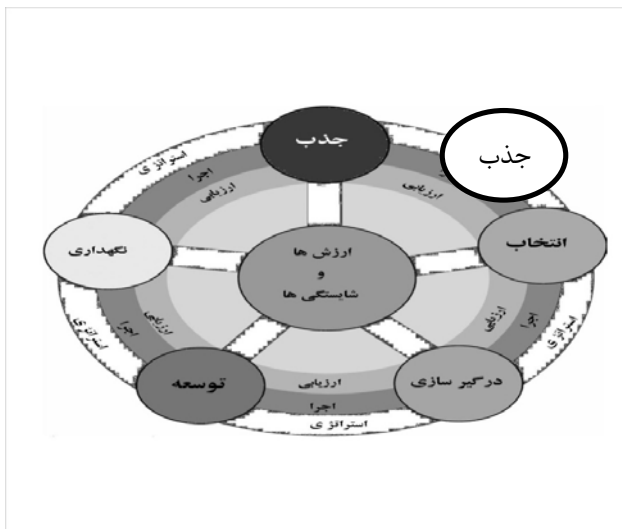 جذب
جذب
استراتژی
اجرا
ارزیابی
ارزیابی
نگهداری
ارزش ها
و
شایستگی ها
انتخاب
استراتژی
اجرا
ارزیابی
ارزیابی
اجرا
استراتژی
توسعه
ارزیابی
اجرا
استراتژی
درگیر سازی